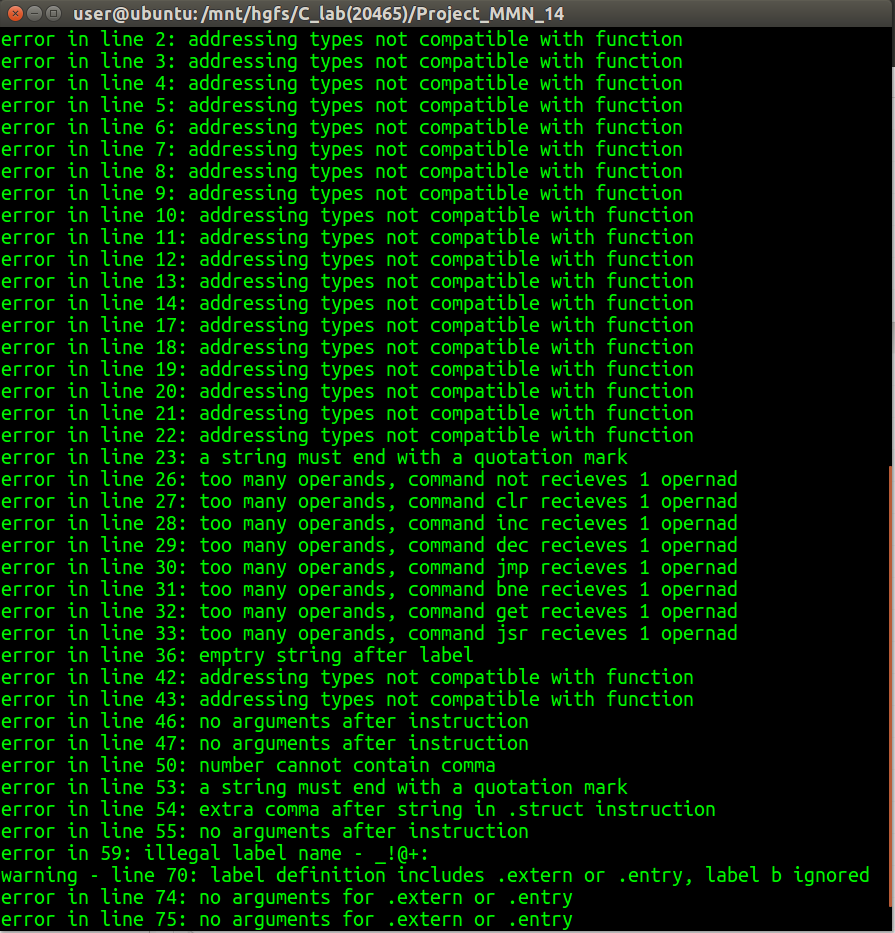 user@ubuntu: /mnt/hgfs/C_lab(20465)/Project_MMN_14
error in line 2: addressing types not compatible with function
error in line 3: addressing types not compatible with function
error in line 4: addressing types not compatible with function
error in line 5: addressing types not compatible with function
error in line 6: addressing types not compatible with function
error in line 7: addressing types not compatible with function
error in line 8: addressing types not compatible with function
error in line 9: addressing types not compatible with function
error in line 10: addressing types not compatible with function
error in line 11: addressing types not compatible with function
error in line 12: addressing types not compatible with function
error in line 13: addressing types not compatible with function
error in line 14: addressing types not compatible with function
error in line 17: addressing types not compatible with function
error in line 18: addressing types not compatible with function
error in line 19: addressing types not compatible with function
error in line 20: addressing types not compatible with function
error in line 21: addressing types not compatible with function
error in line 22: addressing types not compatible with function
error in line 23: a string must end with a quotation mark
error in line 26: too many operands, command not recieves 1 opernad
error in line 27: too many operands, command clr recieves 1 opernad
error in line 28: too many operands, command inc recieves 1 opernad
error in line 29: too many operands, command dec recieves 1 opernad
error in line 30: too many operands, command jmp recieves 1 opernad
error in line 31: too many operands, command bne recieves 1 opernad
error in line 32: too many operands, command get recieves 1 opernad
error in line 33: too many operands, command jsr recieves 1 opernad
error in line 36: emptry string after label
error in line 42: addressing types not compatible with function
error in line 43: addressing types not compatible with function
error in line 46: no arguments after instruction
error in line 47: no arguments after instruction
error in line 50: number cannot contain comma
error in line 53: a string must end with a quotation mark
error in line 54: extra comma after string in .struct instruction
error in line 55: no arguments after instruction
error in 59: illegal label name - _!@+:
warning - line 70: label definition includes .extern or .entry, label b ignored
error in line 74: no arguments for .extern or .entry
error in line 75: no arguments for .extern or .entry